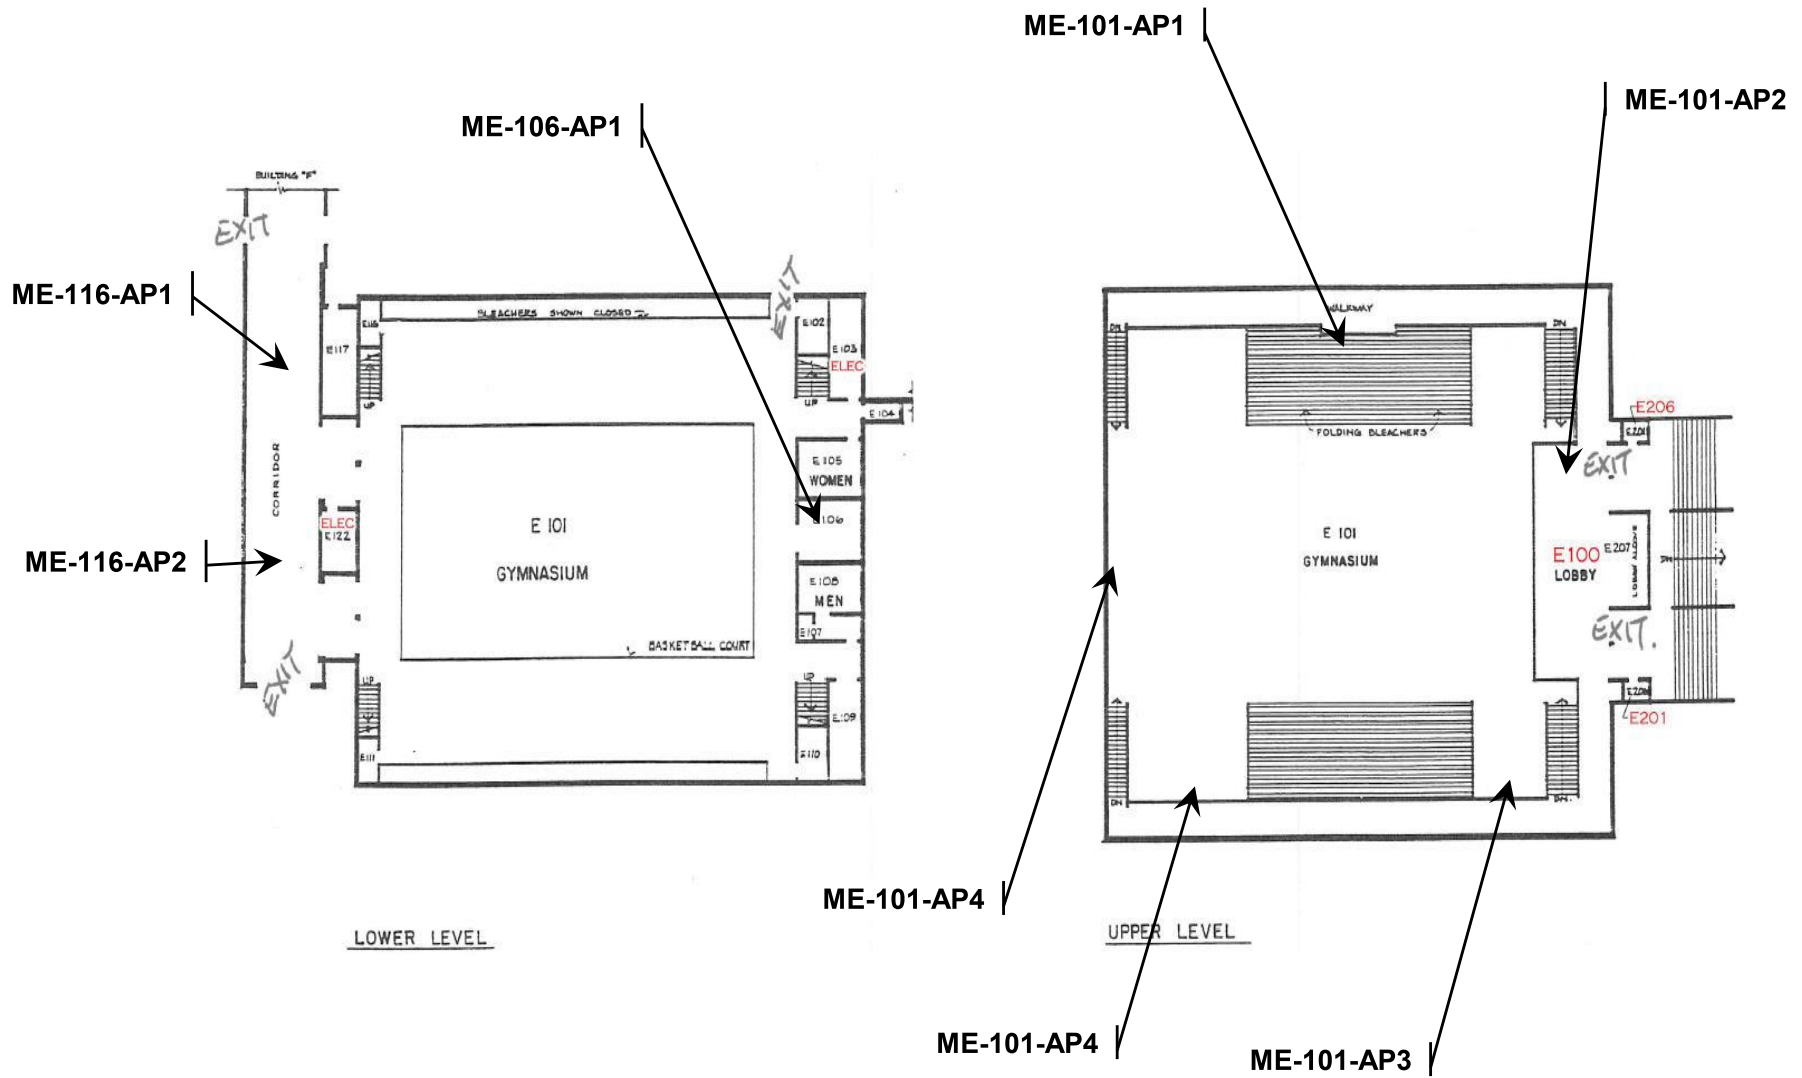 ME-101-AP1
ME-101-AP2
ME-106-AP1
BUILDING "F"
EXIT
ME-116-AP1
EXIT
BLEACHERS SHOWN CLOSED
E116
E117
E102
E103
ELEC
UP
UP
E104
CORRIDOR
E105
WOMEN
E106
ELEC
E122
E 101
GYMNASIUM
E108
MEN
E107
BASKETBALL COURT
ME-116-AP2
EXIT
UP
UP
E109
E110
E111
LOWER LEVEL
WALKWAY
DN
DN
FOLDING BLEACHERS
E206
EXIT
E 101
GYMNASIUM
E100
LOBBY
E207
EXIT.
E201
DN
DN.
ME-101-AP4
UPPER LEVEL
ME-101-AP4
ME-101-AP3